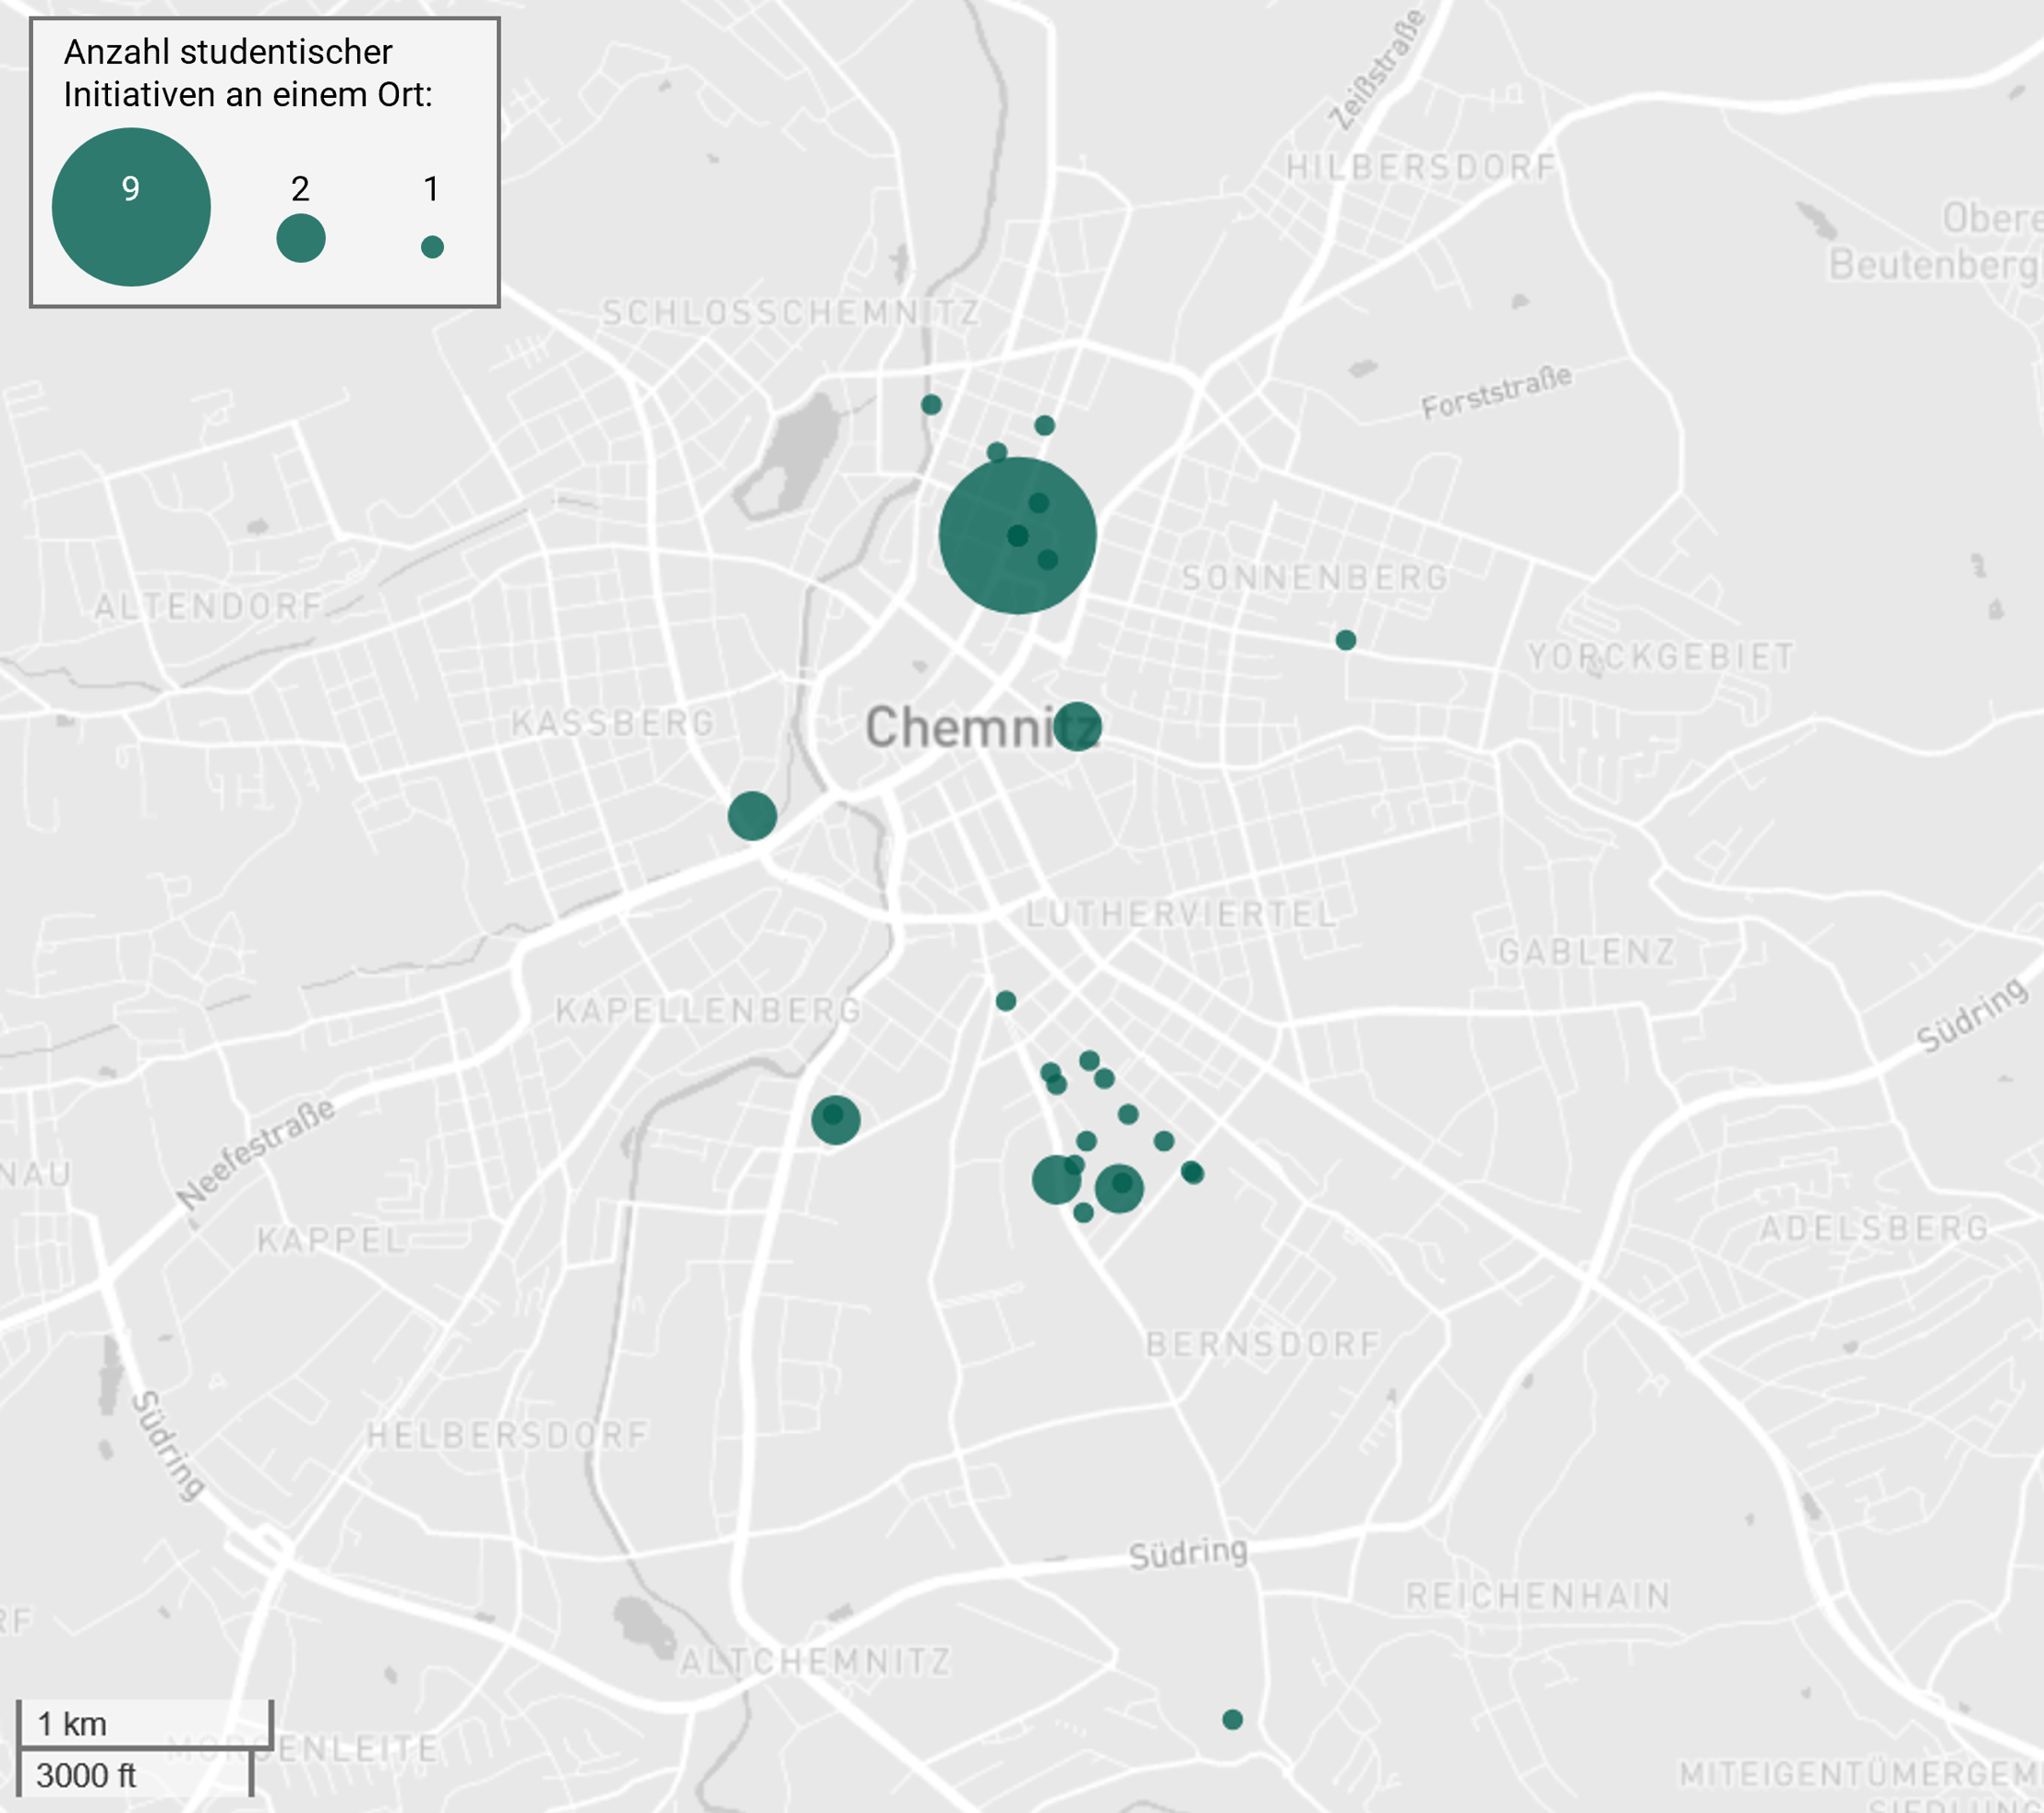 Anzahl studentischer
Initiativen an einem Ort:
9
2
1
Zeißstraße
HILBERSDORF
Obere
Beutenberg
SCHLOSSCHEMNITZ
Forststraße
SONNENBERG
ALTENDORF
YORCKGEBIET
KASSBERG
Chemnitz
LUTHERVIERTEL
GABLENZ
KAPELLENBERG
Südring
Neefestraße
NAU
KAPPEL
ADELSBERG
BERNSDORF
Südring
HELBERSDORF
Südring
REICHENHAIN
RF
ALTCHEMNITZ
1 km
MORGENLEITE
3000 ft
MITEIGENTÜMERGEM
SIEDLUNG